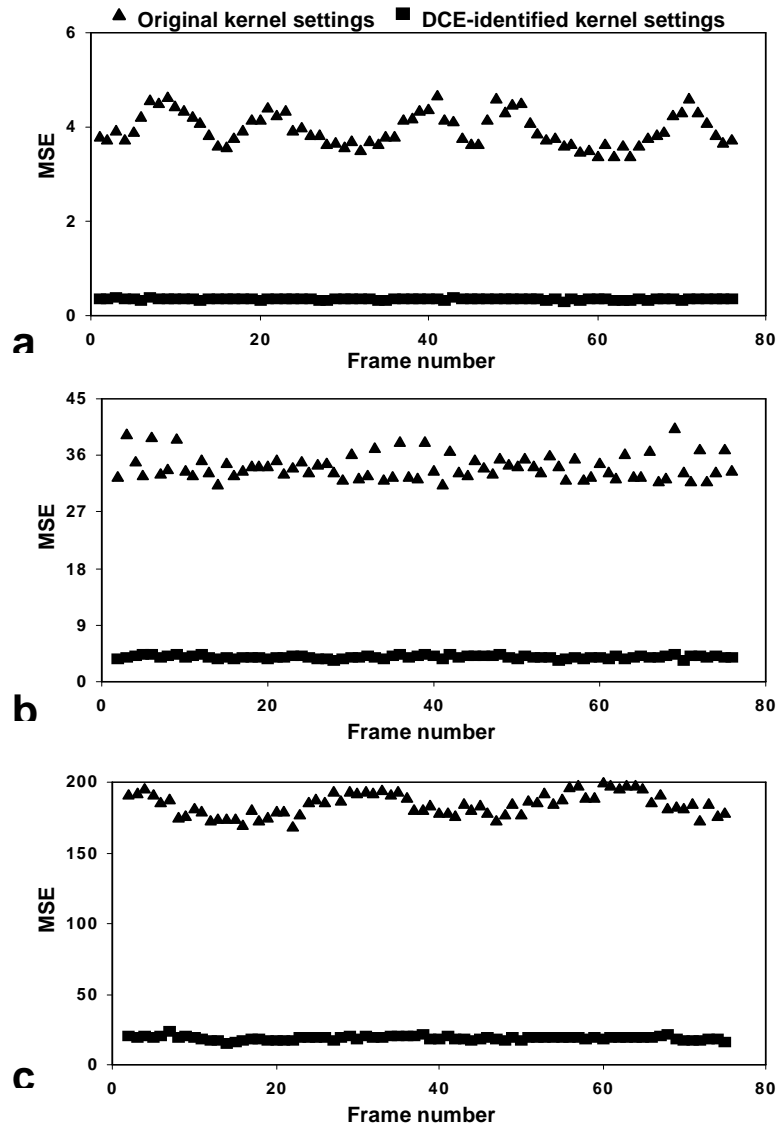 ▲ Original kernel settings ■ DCE-identified kernel settings
6
4
2
0
MSE
0 20 40 60 80
Frame number
a
45
36
27
18
9
0
MSE
0 20 40 60 80
Frame number
b
200
150
100
50
0
MSE
0 20 40 60 80
Frame number
c